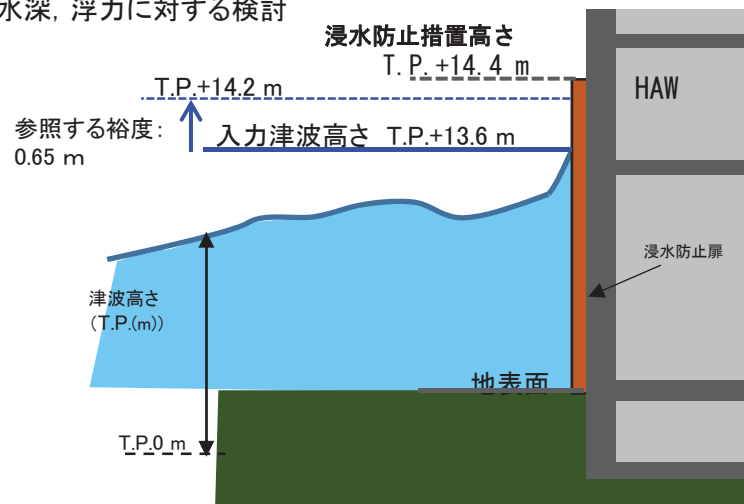 水深, 浮力に対する検討
浸水防止措置高さ
T.P.+14.4 m
HAW
T.P.+14.2 m
参照する裕度:
0.65 m
入力津波高さ T.P.+13.6 m
浸水防止扉
津波高さ
(T.P.(m))
地表面
T.P.0 m